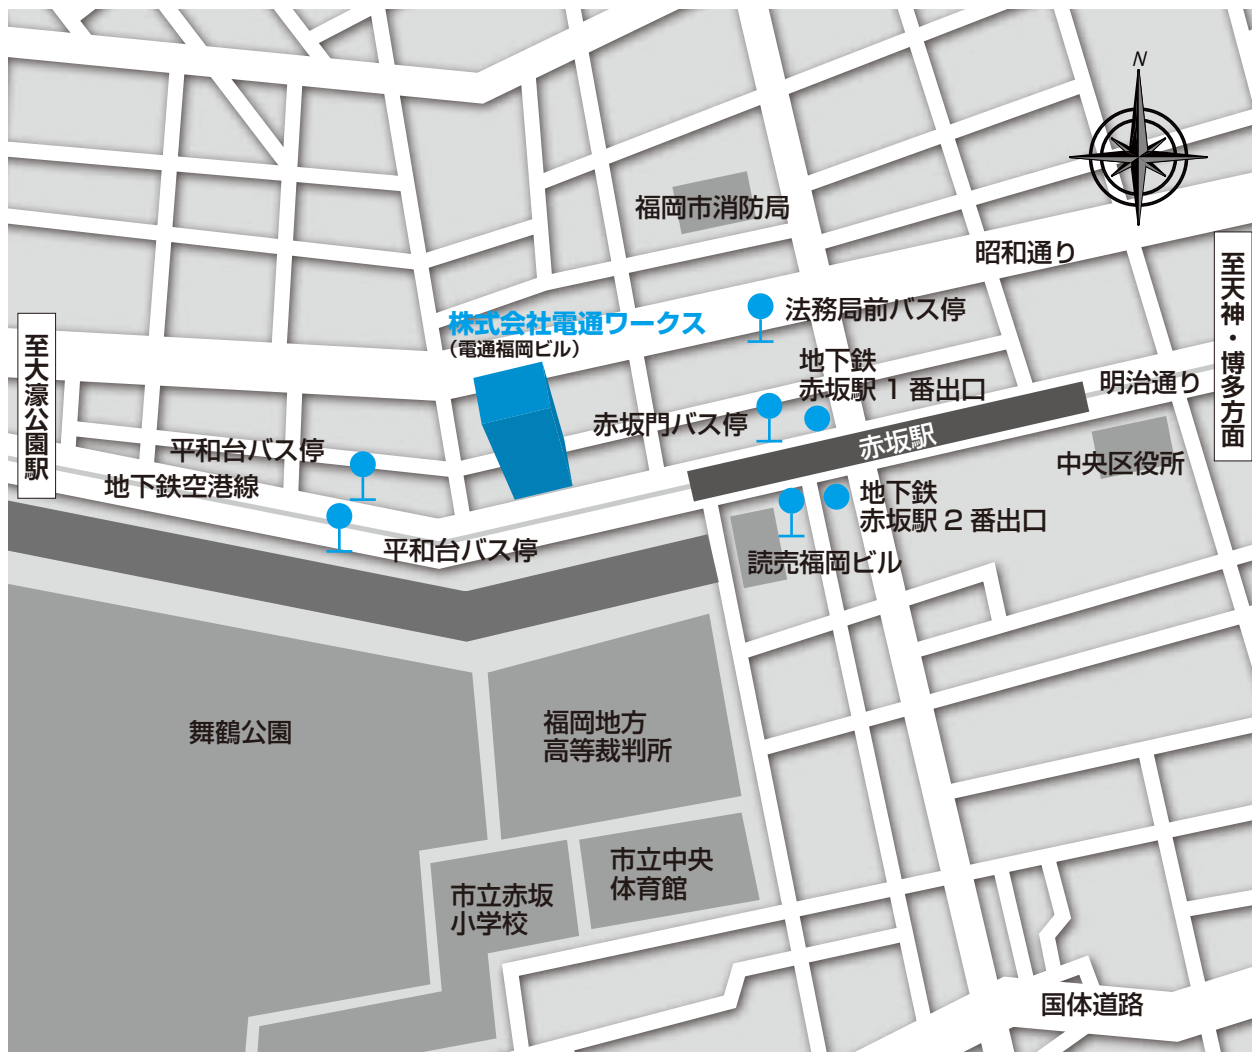 N
福岡市消防局
昭和通り
至天神・博多方面
法務局前バス停
株式会社電通ワークス
（電通福岡ビル）
至大濠公園駅
地下鉄
赤坂駅１番出口
明治通り
赤坂門バス停
赤坂駅
平和台バス停
中央区役所
地下鉄空港線
地下鉄
赤坂駅２番出口
平和台バス停
読売福岡ビル
舞鶴公園
福岡地方
高等裁判所
市立中央
体育館
市立赤坂
小学校
国体道路